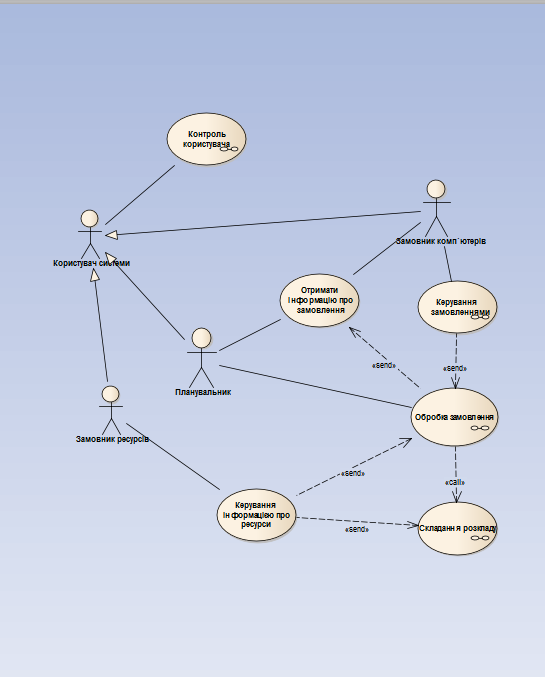 Контроль
користувача
Замовник комп`ютерів
Користувач системи
Отримати
інформацію про
замовлення
Керування
замовленнями
«send»
«send»
Планувальник
Обробка замовлення
Замовник ресурсів
«send»
«call»
Керування
інформацією про
ресурси
«send»
Складання розкладу